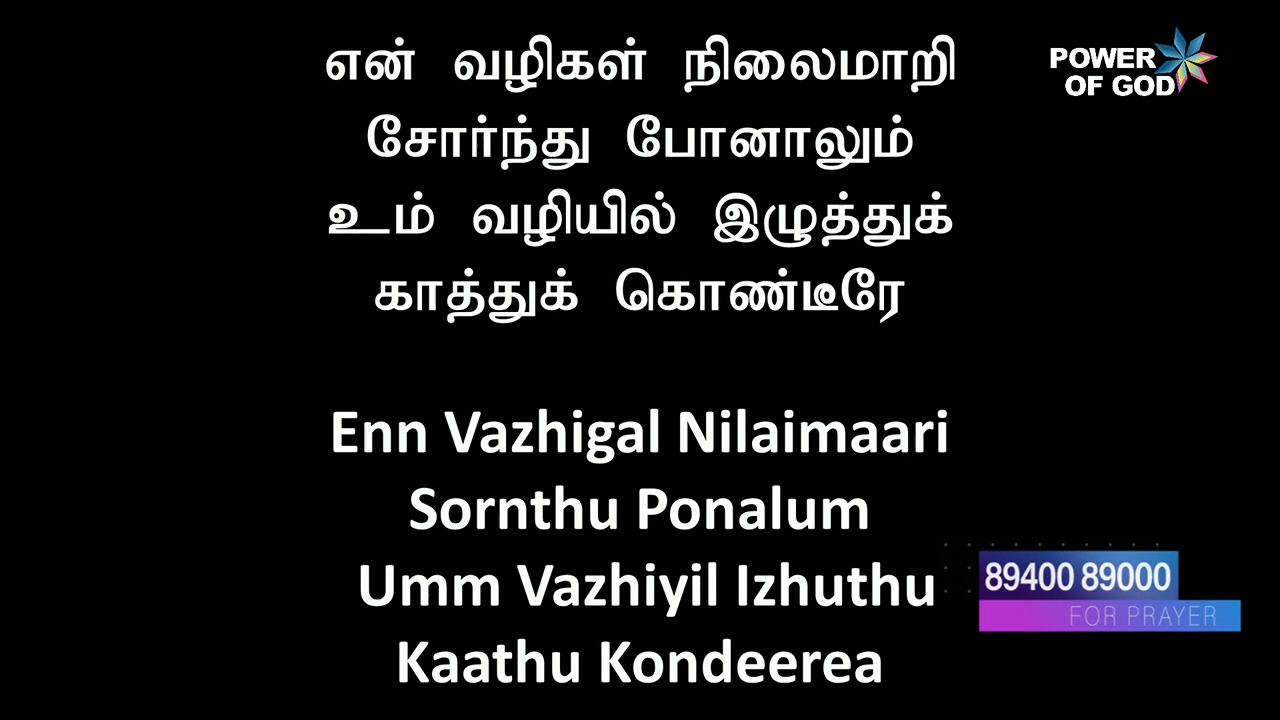 என் வழிகள் நிலைமாறி
சோர்ந்து போனாலும்
உம் வழியில் இழுத்துக்
காத்துக் கொண்டீரே
Enn Vazhigal Nilaimaari
Sornthu Ponalum
Umm Vazhiyil Izhuthu
Kaathu Kondeerea
POWER
OF GOD
89400 89000
FOR PRAYER